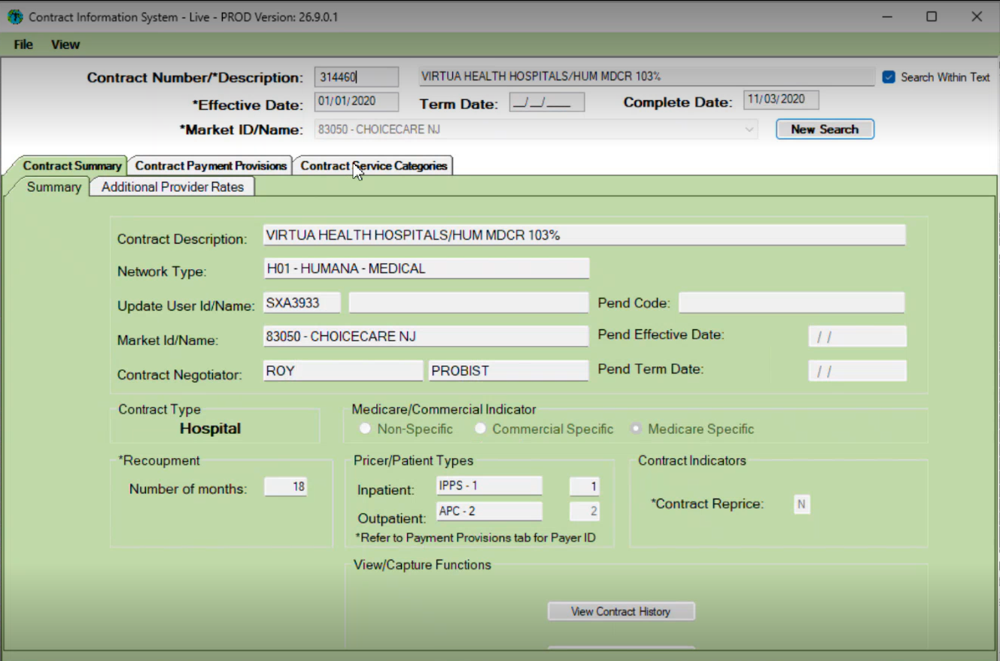 Contract Information System - Live - PROD Version: 26.9.0.1
File View
Contract Number/*Description: 314460 VIRTUA HEALTH HOSPITALS/HUM MDCR 103% Search Within Text
*Effective Date: 01/01/2020 Term Date: __/__/____ Complete Date: 11/03/2020
*Market ID/Name: 83050 - CHOICECARE NJ New Search
Contract Summary Contract Payment Provisions Contract Service Categories
Summary Additional Provider Rates
Contract Description: VIRTUA HEALTH HOSPITALS/HUM MDCR 103%
Network Type: H01 - HUMANA - MEDICAL
Update User Id/Name: SXA3933 Pend Code:
Market Id/Name: 83050 - CHOICECARE NJ Pend Effective Date: / /
Contract Negotiator: ROY PROBIST Pend Term Date: / /
Contract Type Medicare/Commercial Indicator
Hospital Non-Specific Commercial Specific Medicare Specific
*Recoupment Pricer/Patient Types Contract Indicators
Number of months: 18 Inpatient: IPPS - 1 1 *Contract Reprice: N
Outpatient: APC - 2 2
*Refer to Payment Provisions tab for Payer ID
View/Capture Functions
View Contract History